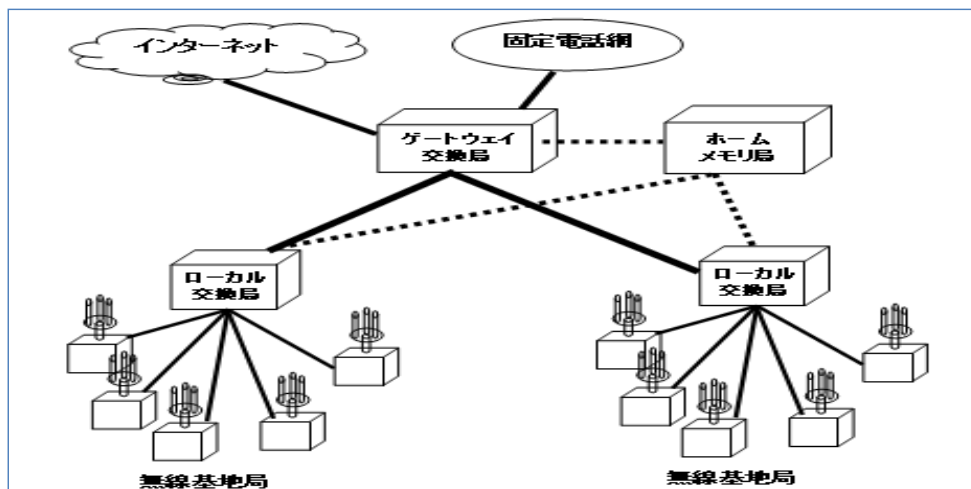 インターネット
固定電話網
ゲートウェイ
交換局
ホーム
メモリ局
ローカル
交換局
ローカル
交換局
無線基地局
無線基地局